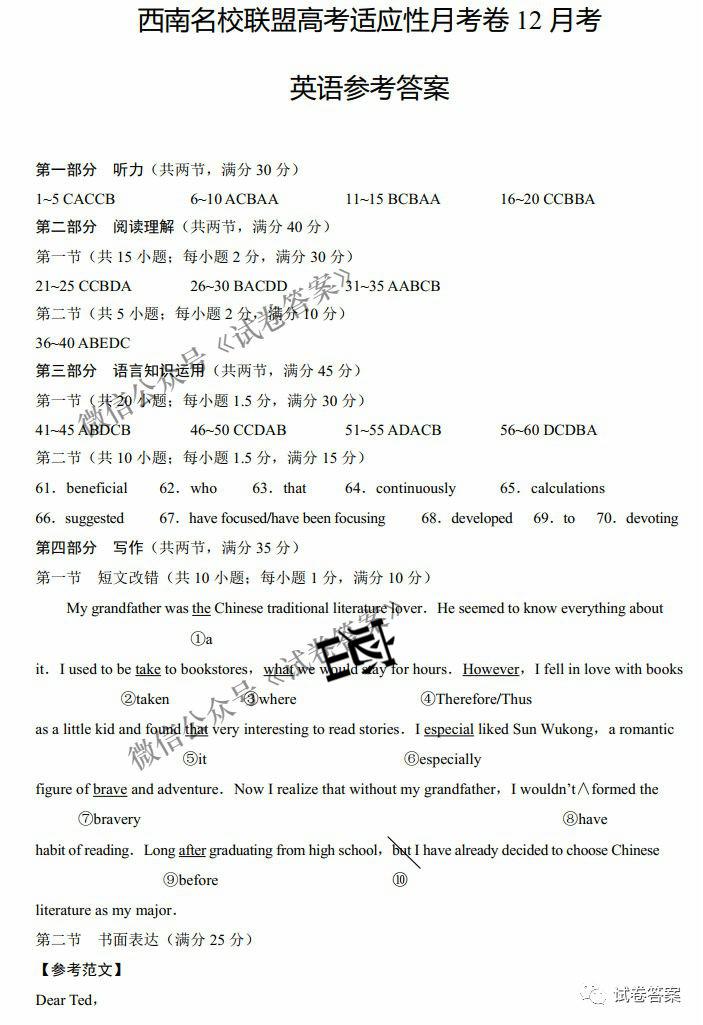 西南名校联盟高考适应性月考卷 12 月考
英语参考答案
第一部分 听力（共两节，满分 30 分）
1~5 CACCB 6~10 ACBAA 11~15 BCBAA 16~20 CCBBA
第二部分 阅读理解（共两节，满分 40 分）
第一节（共 15 小题；每小题 2 分，满分 30 分）
21~25 CCBDA 26~30 BACDD 31~35 AABCB
第二节（共 5 小题；每小题 2 分，满分 10 分）
36~40 ABEDC
第三部分 语言知识运用（共两节，满分 45 分）
第一节（共 20 小题；每小题 1.5 分，满分 30 分）
41~45 ABDCB 46~50 CCDAB 51~55 ADACB 56~60 DCDBA
第二节（共 10 小题；每小题 1.5 分，满分 15 分）
61．beneficial 62．who 63．that 64．continuously 65．calculations
66．suggested 67．have focused/have been focusing 68．developed 69．to 70．devoting
第四部分 写作（共两节，满分 35 分）
第一节 短文改错（共 10 小题；每小题 1 分，满分 10 分）
My grandfather was the Chinese traditional literature lover．He seemed to know everything about
①a
it．I used to be take to bookstores，what we would stay for hours．However，I fell in love with books
②taken ③where ④Therefore/Thus
as a little kid and found that very interesting to read stories．I especial liked Sun Wukong，a romantic
⑤it ⑥especially
figure of brave and adventure．Now I realize that without my grandfather，I wouldn't∧formed the
⑦bravery ⑧have
habit of reading．Long after graduating from high school，but I have already decided to choose Chinese
⑨before ⑩
literature as my major．
第二节 书面表达（满分 25 分）
【参考范文】
Dear Ted，
微信公众号《试卷答案》
微信公众号《试卷答案》
密
试卷答案